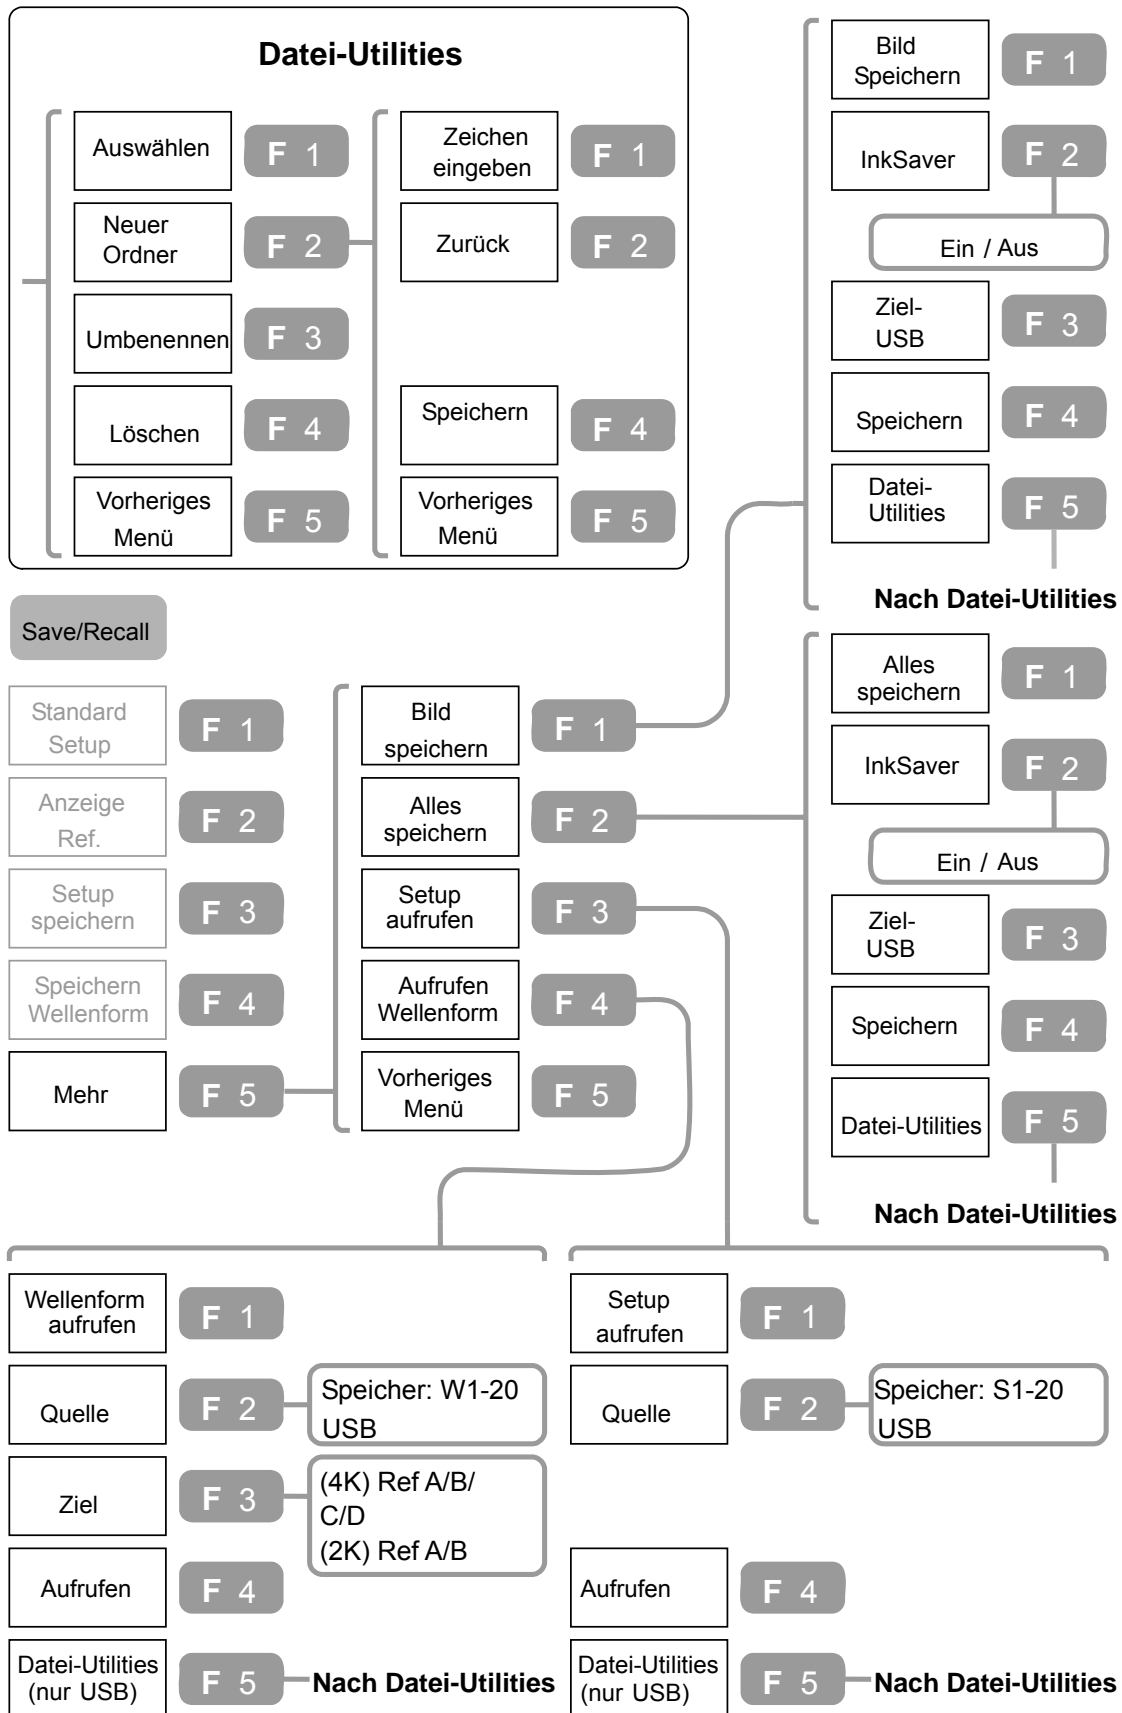 Datei-Utilities
Auswählen
F 1
Neuer
Ordner
F 2
Umbenennen
F 3
Löschen
F 4
Vorheriges
Menü
F 5
Zeichen
eingeben
F 1
Zurück
F 2
Speichern
F 4
Vorheriges
Menü
F 5
Bild
Speichern
F 1
InkSaver
F 2
Ein / Aus
Ziel-
USB
F 3
Speichern
F 4
Datei-
Utilities
F 5
Nach Datei-Utilities
Save/Recall
Standard
Setup
F 1
Anzeige
Ref.
F 2
Setup
speichern
F 3
Speichern
Wellenform
F 4
Mehr
F 5
Bild
speichern
F 1
Alles
speichern
F 2
Setup
aufrufen
F 3
Aufrufen
Wellenform
F 4
Vorheriges
Menü
F 5
Alles
speichern
F 1
InkSaver
F 2
Ein / Aus
Ziel-
USB
F 3
Speichern
F 4
Datei-Utilities
F 5
Nach Datei-Utilities
Wellenform
aufrufen
F 1
Quelle
F 2
Speicher: W1-20
USB
Ziel
F 3
(4K) Ref A/B/
C/D
(2K) Ref A/B
Aufrufen
F 4
Datei-Utilities
(nur USB)
F 5
Nach Datei-Utilities
Setup
aufrufen
F 1
Quelle
F 2
Speicher: S1-20
USB
Aufrufen
F 4
Datei-Utilities
(nur USB)
F 5
Nach Datei-Utilities